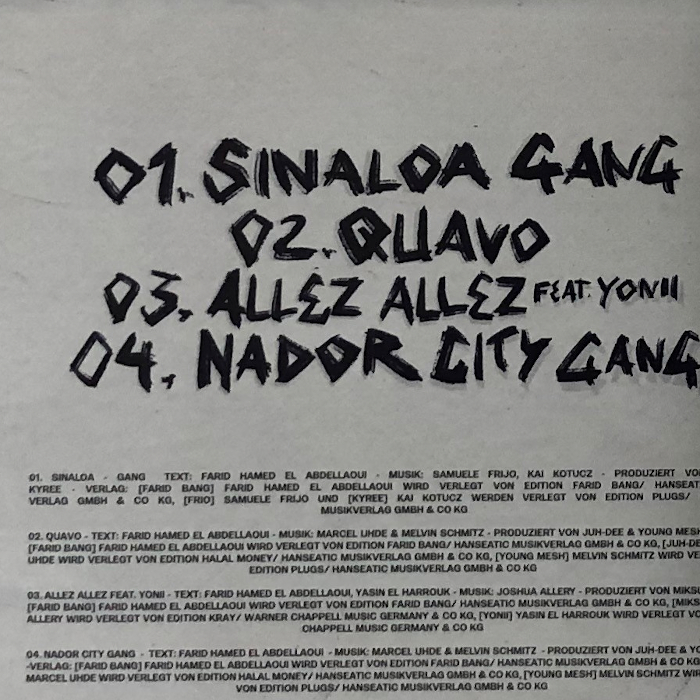 01. SINALOA GANG
02. QUAVO
03. ALLEZ ALLEZ FEAT. YONII
04. NADOR CITY GANG
01. SINALOA - GANG TEXT: FARID HAMED EL ABDELLAOUI - MUSIK: SAMUELE FRIJO, KAI KOTUCZ - PRODUZIERT
KYREE - VERLAG: [FARID BANG] FARID HAMED EL ABDELLAOUI WIRD VERLEGT VON EDITION FARID BANG/
VERLAG GMBH & CO KG, [FRIO] SAMUELE FRIJO UND [KYREE] KAI KOTUCZ WERDEN VERLEGT VON EDITION PLUGS/
MUSIKVERLAG GMBH & CO KG
02. QUAVO - TEXT: FARID HAMED EL ABDELLAOUI - MUSIK: MARCEL UHDE & MELVIN SCHMITZ - PRODUZIERT VON JUH-DEE & YOUNG MESH
[FARID BANG] FARID HAMED EL ABDELLAOUI WIRD VERLEGT VON EDITION FARID BANG/ HANSEATIC MUSIKVERLAG GMBH & CO KG,
UHDE WIRD VERLEGT VON EDITION HALAL MONEY/ HANSEATIC MUSIKVERLAG GMBH & CO KG, [YOUNG MESH] MELVIN SCHMITZ WIRD
EDITION PLUGS/ HANSEATIC MUSIKVERLAG GMBH & CO KG
03. ALLEZ ALLEZ FEAT. YONII - TEXT: FARID HAMED EL ABDELLAOUI, YASIN EL HARROUK - MUSIK: JOSHUA ALLERY - PRODUZIERT VON
[FARID BANG] FARID HAMED EL ABDELLAOUI WIRD VERLEGT VON EDITION FARID BANG/ HANSEATIC MUSIKVERLAG GMBH & CO KG,
ALLERY WIRD VERLEGT VON EDITION KRAY/ WARNER CHAPPELL MUSIC GERMANY & CO KG, [YONII] YASIN EL HARROUK WIRD VERLEGT
CHAPPELL MUSIC GERMANY & CO KG
04. NADOR CITY GANG - TEXT: FARID HAMED EL ABDELLAOUI - MUSIK: MARCEL UHDE & MELVIN SCHMITZ - PRODUZIERT VON JUH-DEE &
-VERLAG: [FARID BANG] FARID HAMED EL ABDELLAOUI WIRD VERLEGT VON EDITION FARID BANG/ HANSEATIC MUSIKVERLAG GMBH & CO KG,
MARCEL UHDE WIRD VERLEGT VON EDITION HALAL MONEY/ HANSEATIC MUSIKVERLAG GMBH & CO KG, [YOUNG MESH] MELVIN SCHMITZ
VON EDITION PLUGS/ HANSEATIC MUSIKVERLAG GMBH & CO KG